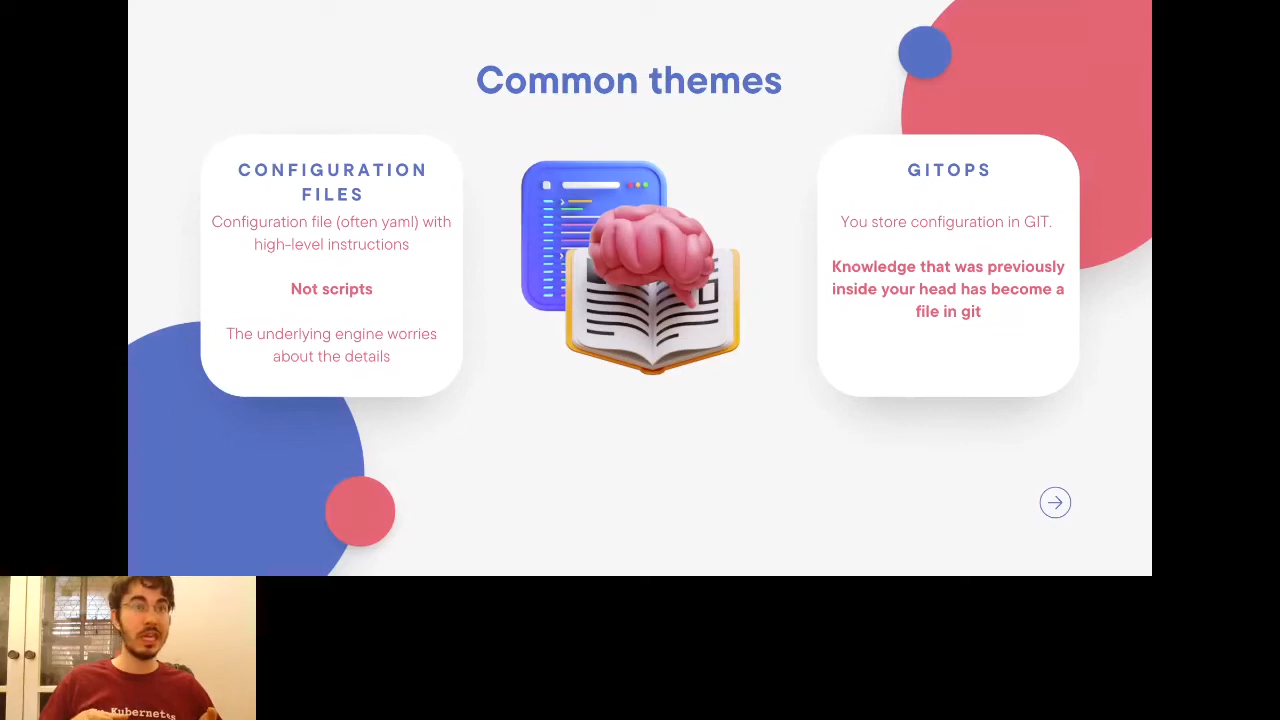 Common themes
CONFIGURATION
FILES
Configuration file (often yaml) with
high-level instructions
Not scripts
The underlying engine worries
about the details
GITOPS
You store configuration in GIT.
Knowledge that was previously
inside your head has become a
file in git
Kubernetes